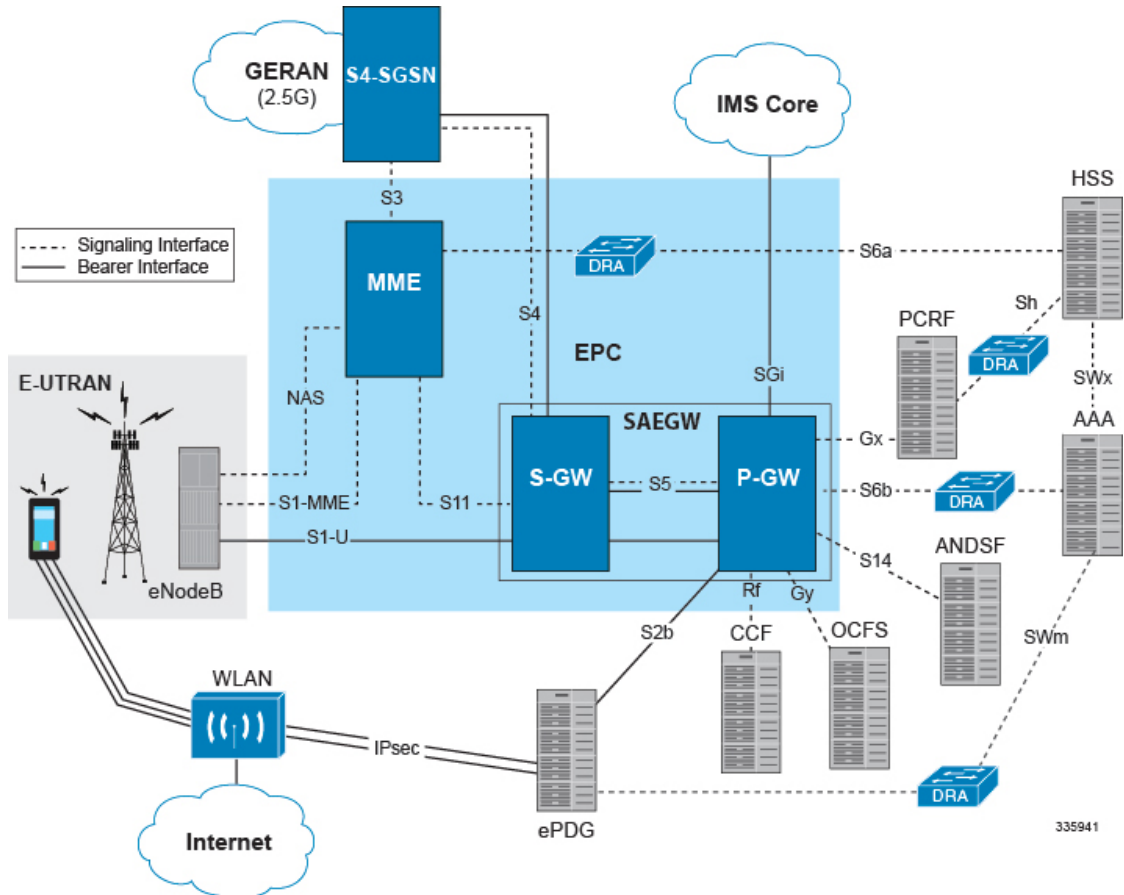 GERAN
(2.5G)
S4-SGSN
IMS Core
HSS
S3
Signaling Interface
Bearer Interface
MME
DRA
S6a
Sh
PCRF
DRA
S4
EPC
SGi
SWx
E-UTRAN
NAS
SAEGW
AAA
Gx
S-GW
S5
P-GW
S6b
DRA
S1-MME
S11
S1-U
S14
ANDSF
eNodeB
Rf
Gy
S2b
CCF
OCFS
SWm
WLAN
IPsec
DRA
Internet
ePDG
335941